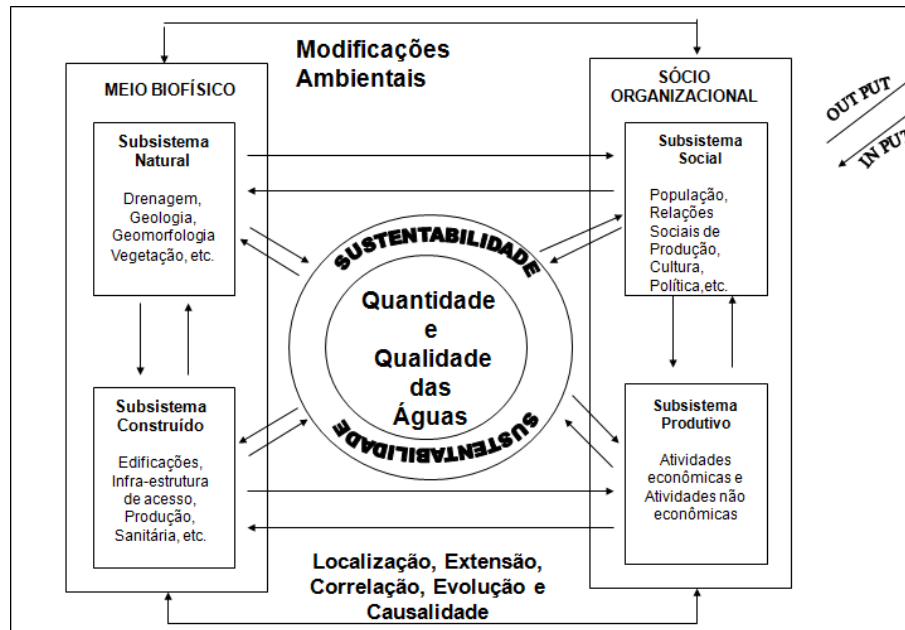 Modificações
Ambientais
MEIO BIOFÍSICO
Subsistema
Natural
Drenagem,
Geologia,
Geomorfologia
Vegetação, etc.
Subsistema
Construído
Edificações,
Infra-estrutura
de acesso,
Produção,
Sanitária, etc.
SUSTENTABILIDADE
Quantidade
e
Qualidade
das
Águas
SUSTENTABILIDADE
SÓCIO
ORGANIZACIONAL
Subsistema
Social
População,
Relações
Sociais de
Produção,
Cultura,
Política,etc.
Subsistema
Produtivo
Atividades
econômicas e
Atividades não
econômicas
OUT PUT
IN PUT
Localização, Extensão,
Correlação, Evolução e
Causalidade